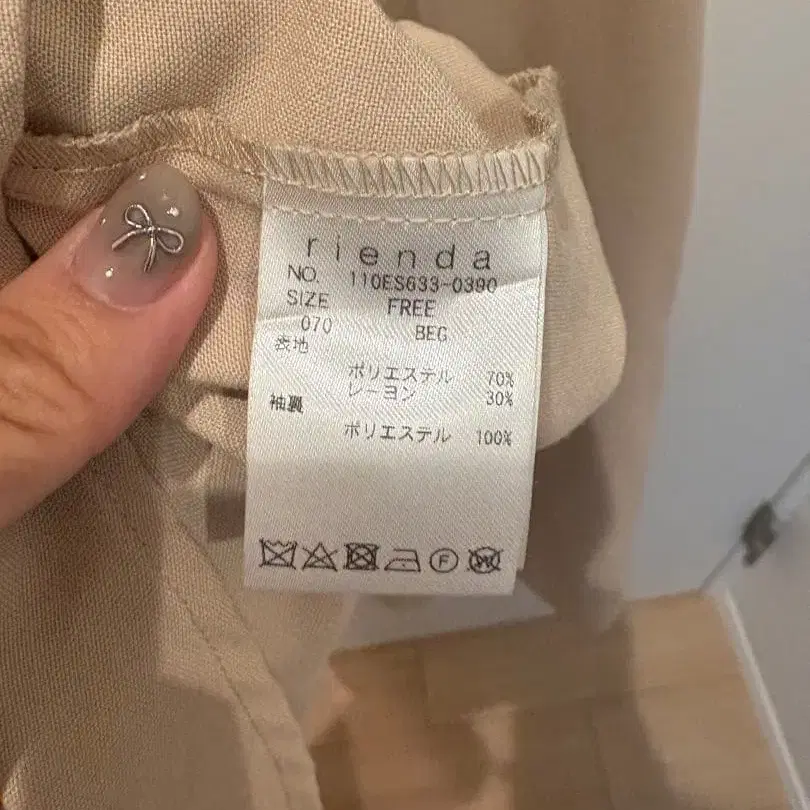 rienda
NO. 110ES633-0390
SIZE FREE
070 BEG
表地
ポリエステル 70%
レーヨン 30%
袖裏
ポリエステル 100%
F
W